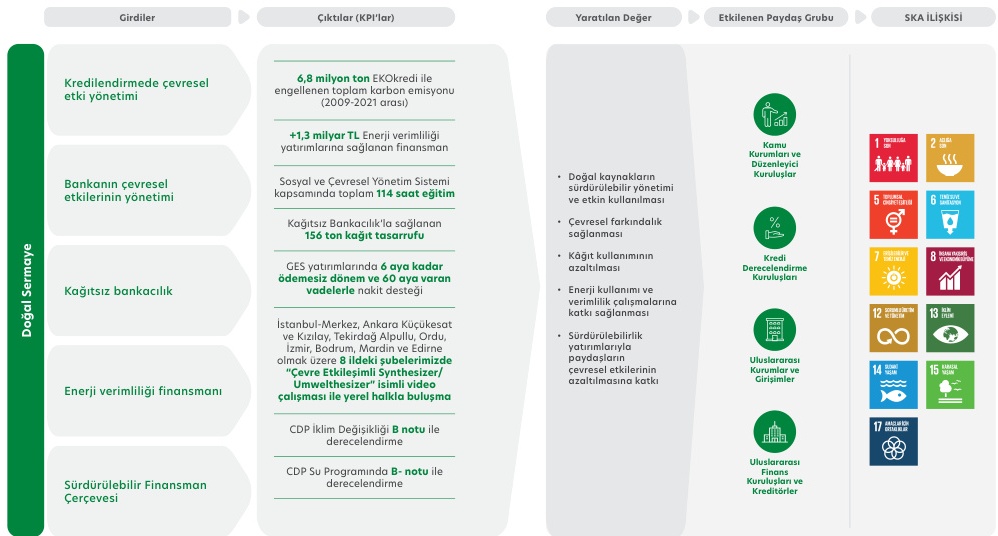 Girdiler
Çıktılar (KPI'lar)
Yaratılan Değer
Etkilenen Paydaş Grubu
SKA İLİŞKİSİ
Doğal Sermaye
Kredilendirmede çevresel
etki yönetimi
Bankanın çevresel
etkilerinin yönetimi
Kağıtsız bankacılık
Enerji verimliliği finansmanı
Sürdürülebilir Finansman
Çerçevesi
6,8 milyon ton EKOkredi ile
engellenen toplam karbon emisyonu
(2009-2021 arası)
+1,3 milyar TL Enerji verimliliği
yatırımlarına sağlanan finansman
Sosyal ve Çevresel Yönetim Sistemi
kapsamında toplam 114 saat eğitim
Kağıtsız Bankacılık'la sağlanan
156 ton kağıt tasarrufu
GES yatırımlarında 6 aya kadar
ödemesiz dönem ve 60 aya varan
vadelerle nakit desteği
İstanbul-Merkez, Ankara Küçükesat
ve Kızılay, Tekirdağ Alpullu, Ordu,
İzmir, Bodrum, Mardin ve Edirne
olmak üzere 8 ildeki şubelerimizde
"Çevre Etkileşimli Synthesizer/
Umwelthesizer" isimli video
çalışması ile yerel halkla buluşma
CDP İklim Değişikliği B notu ile
derecelendirme
CDP Su Programında B- notu ile
derecelendirme
• Doğal kaynakların
sürdürülebilir yönetimi
ve etkin kullanılması
• Çevresel farkındalık
sağlanması
• Kâğıt kullanımının
azaltılması
• Enerji kullanımı ve
verimlilik çalışmalarına
katkı sağlanması
• Sürdürülebilirlik
yatırımlarıyla
paydaşların
çevresel etkilerinin
azaltılmasına katkı
Kamu
Kurumları ve
Düzenleyici
Kuruluşlar
%
Kredi
Derecelendirme
Kuruluşları
Uluslararası
Kurumlar ve
Girişimler
Uluslararası
Finans
Kuruluşları ve
Kreditörler
1 YOKSULLUĞA
SON
2 AÇLIĞA
SON
5 TOPLUMSAL
CİNSİYET EŞİTLİĞİ
6 TEMİZ SU VE
SANİTASYON
7 ERİŞİLEBİLİR VE
TEMİZ ENERJİ
8 İNSANA YAKIŞIR İŞ
VE EKONOMİK BÜYÜME
12 SORUMLU ÜRETİM
VE TÜKETİM
13 İKLİM
EYLEMİ
14 SUDAKİ
YAŞAM
15 KARASAL
YAŞAM
17 AMAÇLAR İÇİN
ORTAKLIKLAR